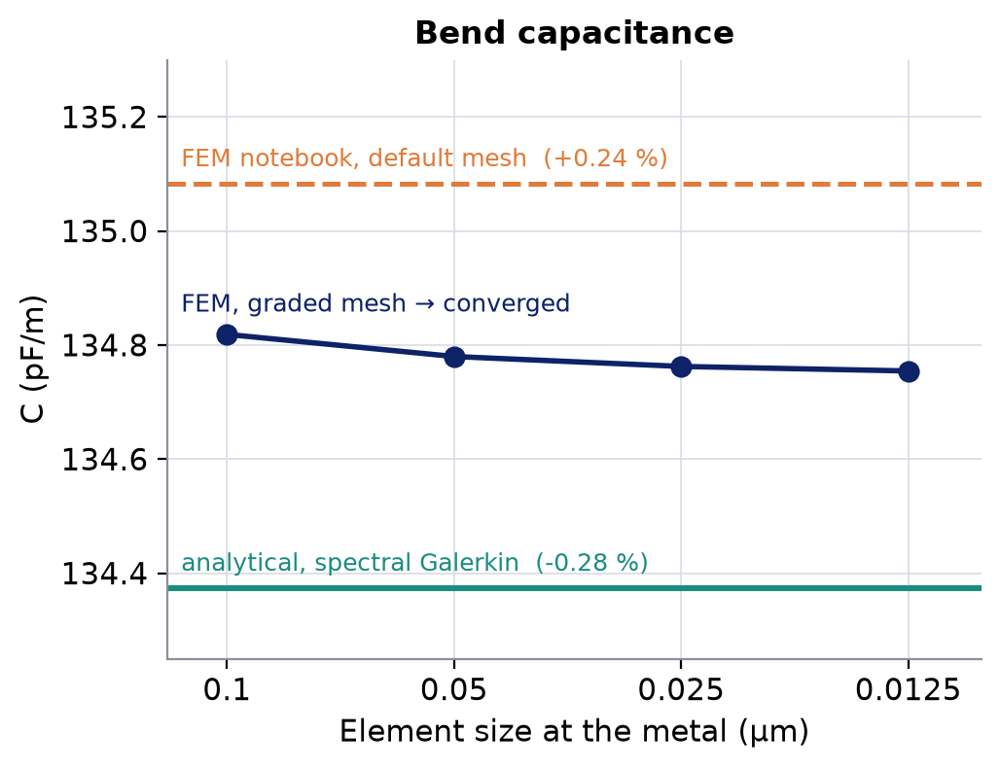 Bend capacitance
135.2
FEM notebook, default mesh (+0.24 %)
135.0
FEM, graded mesh → converged
134.8
C (pF/m)
134.6
analytical, spectral Galerkin (-0.28 %)
134.4
0.1 0.05 0.025 0.0125
Element size at the metal (µm)